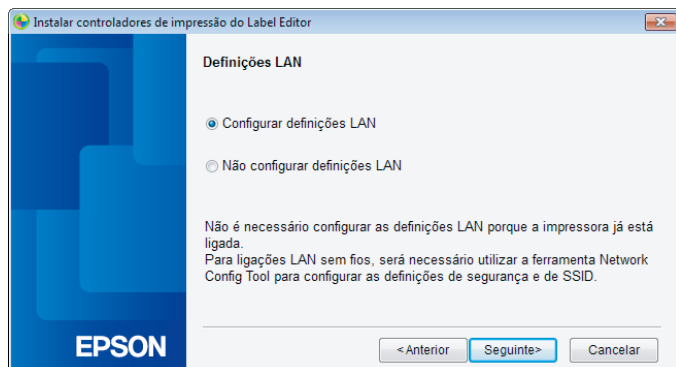 Instalar controladores de impressão do Label Editor
Definições LAN
Configurar definições LAN
Não configurar definições LAN
Não é necessário configurar as definições LAN porque a impressora já está
ligada.
Para ligações LAN sem fios, será necessário utilizar a ferramenta Network
Config Tool para configurar as definições de segurança e de SSID.
EPSON
<Anterior
Seguinte>
Cancelar